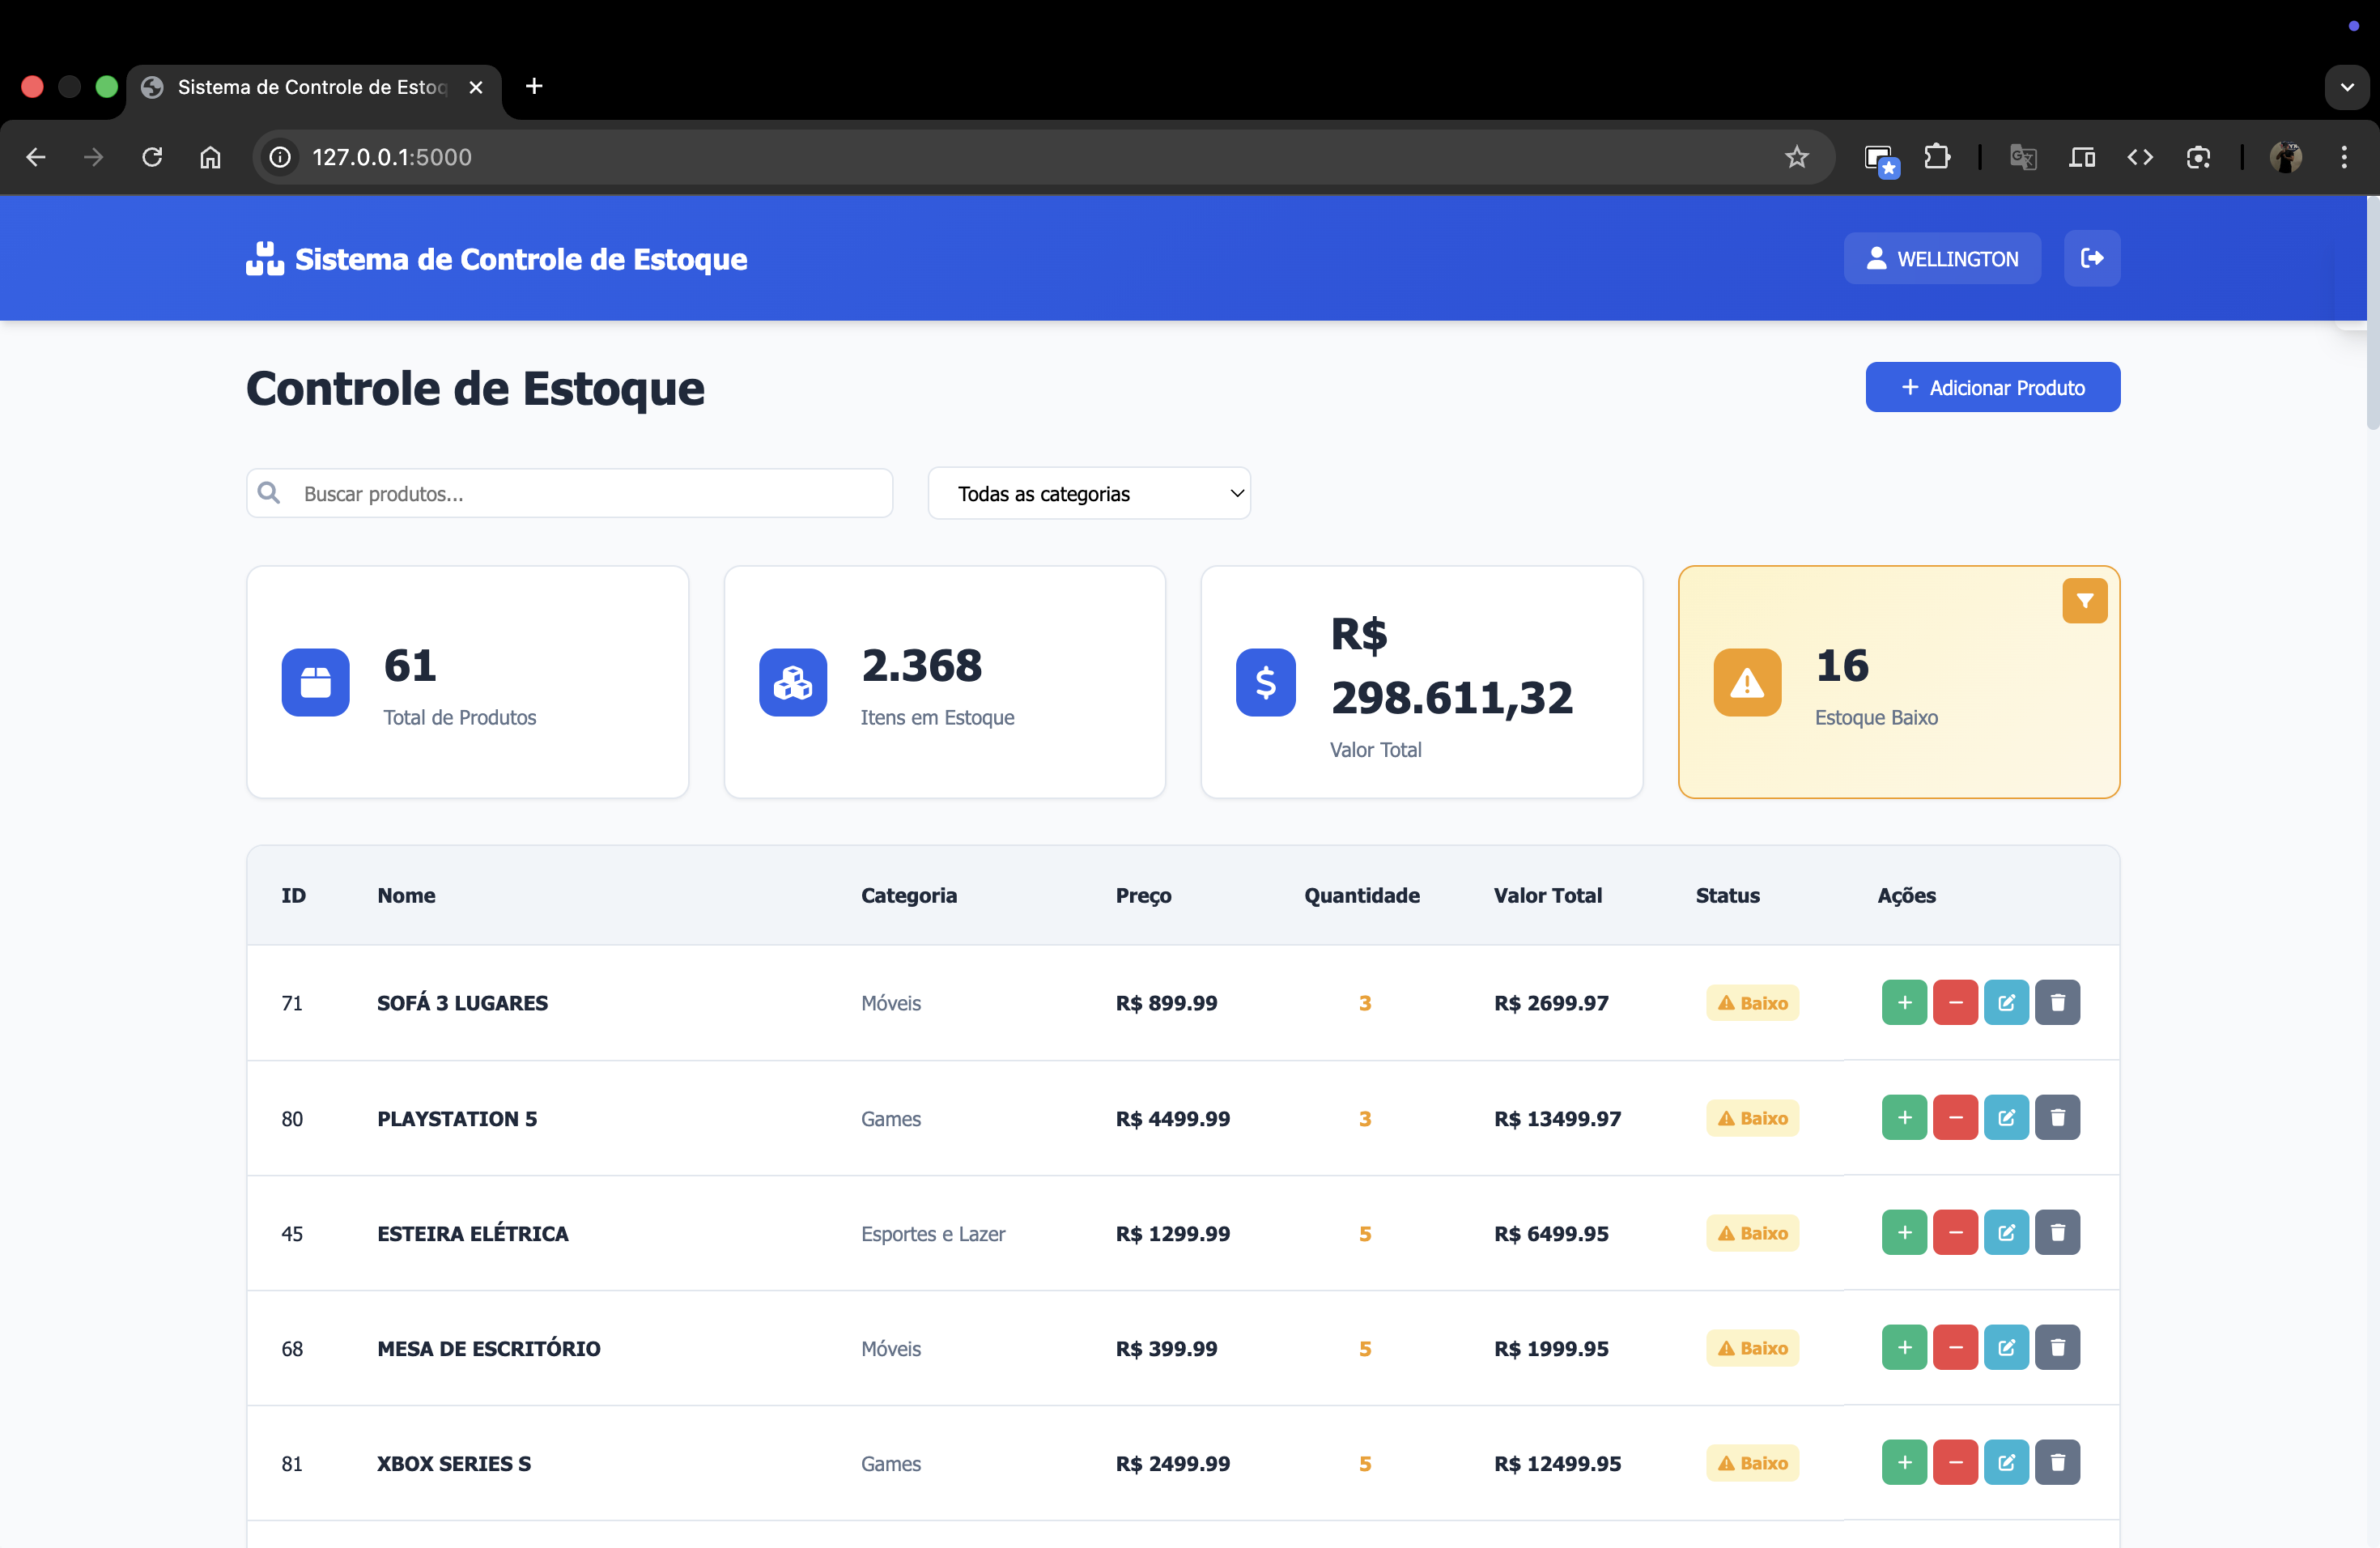 Sistema de Controle de Estoq
127.0.0.1:5000
Sistema de Controle de Estoque
WELLINGTON
Controle de Estoque
Adicionar Produto
Buscar produtos...
Todas as categorias
61
Total de Produtos
2.368
Itens em Estoque
R$
298.611,32
Valor Total
16
Estoque Baixo
ID Nome Categoria Preço Quantidade Valor Total Status Ações
71 SOFÁ 3 LUGARES Móveis R$ 899.99 3 R$ 2699.97 Baixo
80 PLAYSTATION 5 Games R$ 4499.99 3 R$ 13499.97 Baixo
45 ESTEIRA ELÉTRICA Esportes e Lazer R$ 1299.99 5 R$ 6499.95 Baixo
68 MESA DE ESCRITÓRIO Móveis R$ 399.99 5 R$ 1999.95 Baixo
81 XBOX SERIES S Games R$ 2499.99 5 R$ 12499.95 Baixo